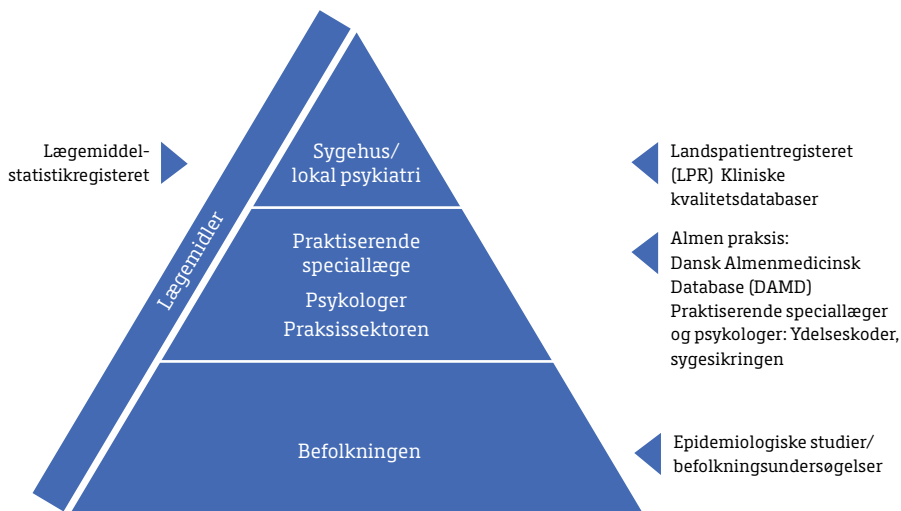 Lægemiddel-
statistikregisteret
Lægemidler
Sygehus/
lokal psykiatri
Landspatientregisteret
(LPR) Kliniske
kvalitetsdatabaser
Praktiserende
speciallæge
Psykologer
Praksissektoren
Almen praksis:
Dansk Almenmedicinsk
Database (DAMD)
Praktiserende speciallæger
og psykologer: Ydelseskoder,
sygesikringen
Befolkningen
Epidemiologiske studier/
befolkningsundersøgelser